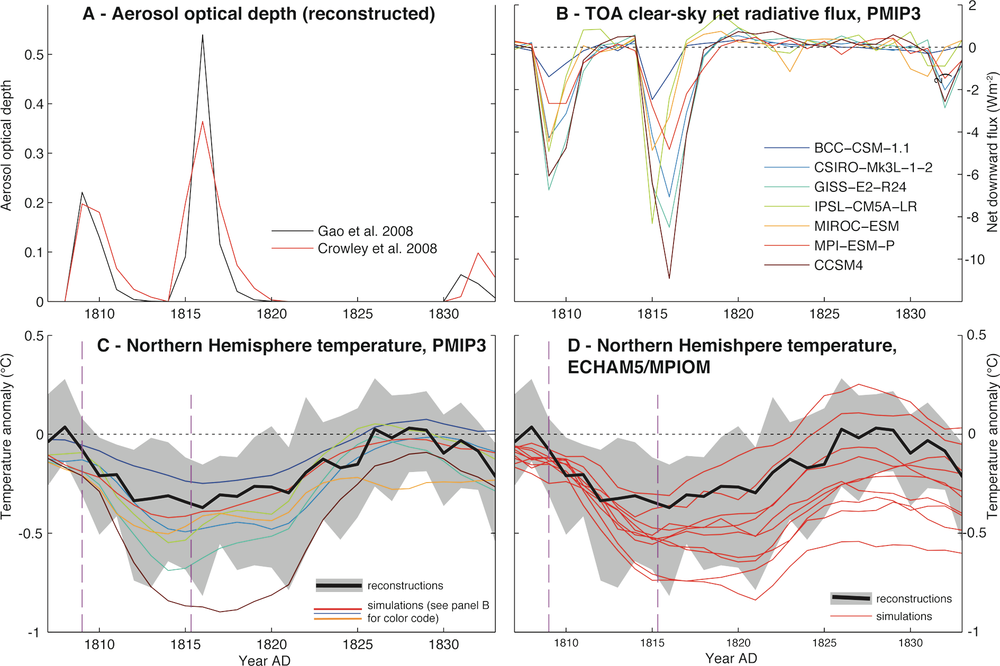 A - Aerosol optical depth (reconstructed)
Aerosol optical depth
0.5
0.4
0.3
0.2
0.1
0
Gao et al. 2008
Crowley et al. 2008
1810
1815
1820
1825
1830
B - TOA clear-sky net radiative flux, PMIP3
2
0
-2
-4
-6
-8
-10
Net downward flux (Wm-2)
2
)
BCC−CSM−1.1
CSIRO−Mk3L−1−2
GISS−E2−R24
IPSL−CM5A−LR
MIROC−ESM
MPI−ESM−P
CCSM4
1810
1815
1820
1825
1830
C - Northern Hemisphere temperature, PMIP3
Temperature anomaly (°C)
0.5
0
-0.5
-1
reconstructions
simulations (see panel B
for color code)
1810
1815
1820
1825
1830
Year AD
D - Northern Hemishpere temperature,
ECHAM5/MPIOM
0.5
0
-0.5
-1
Temperature anomaly (°C)
reconstructions
simulations
1810
1815
1820
1825
1830
Year AD